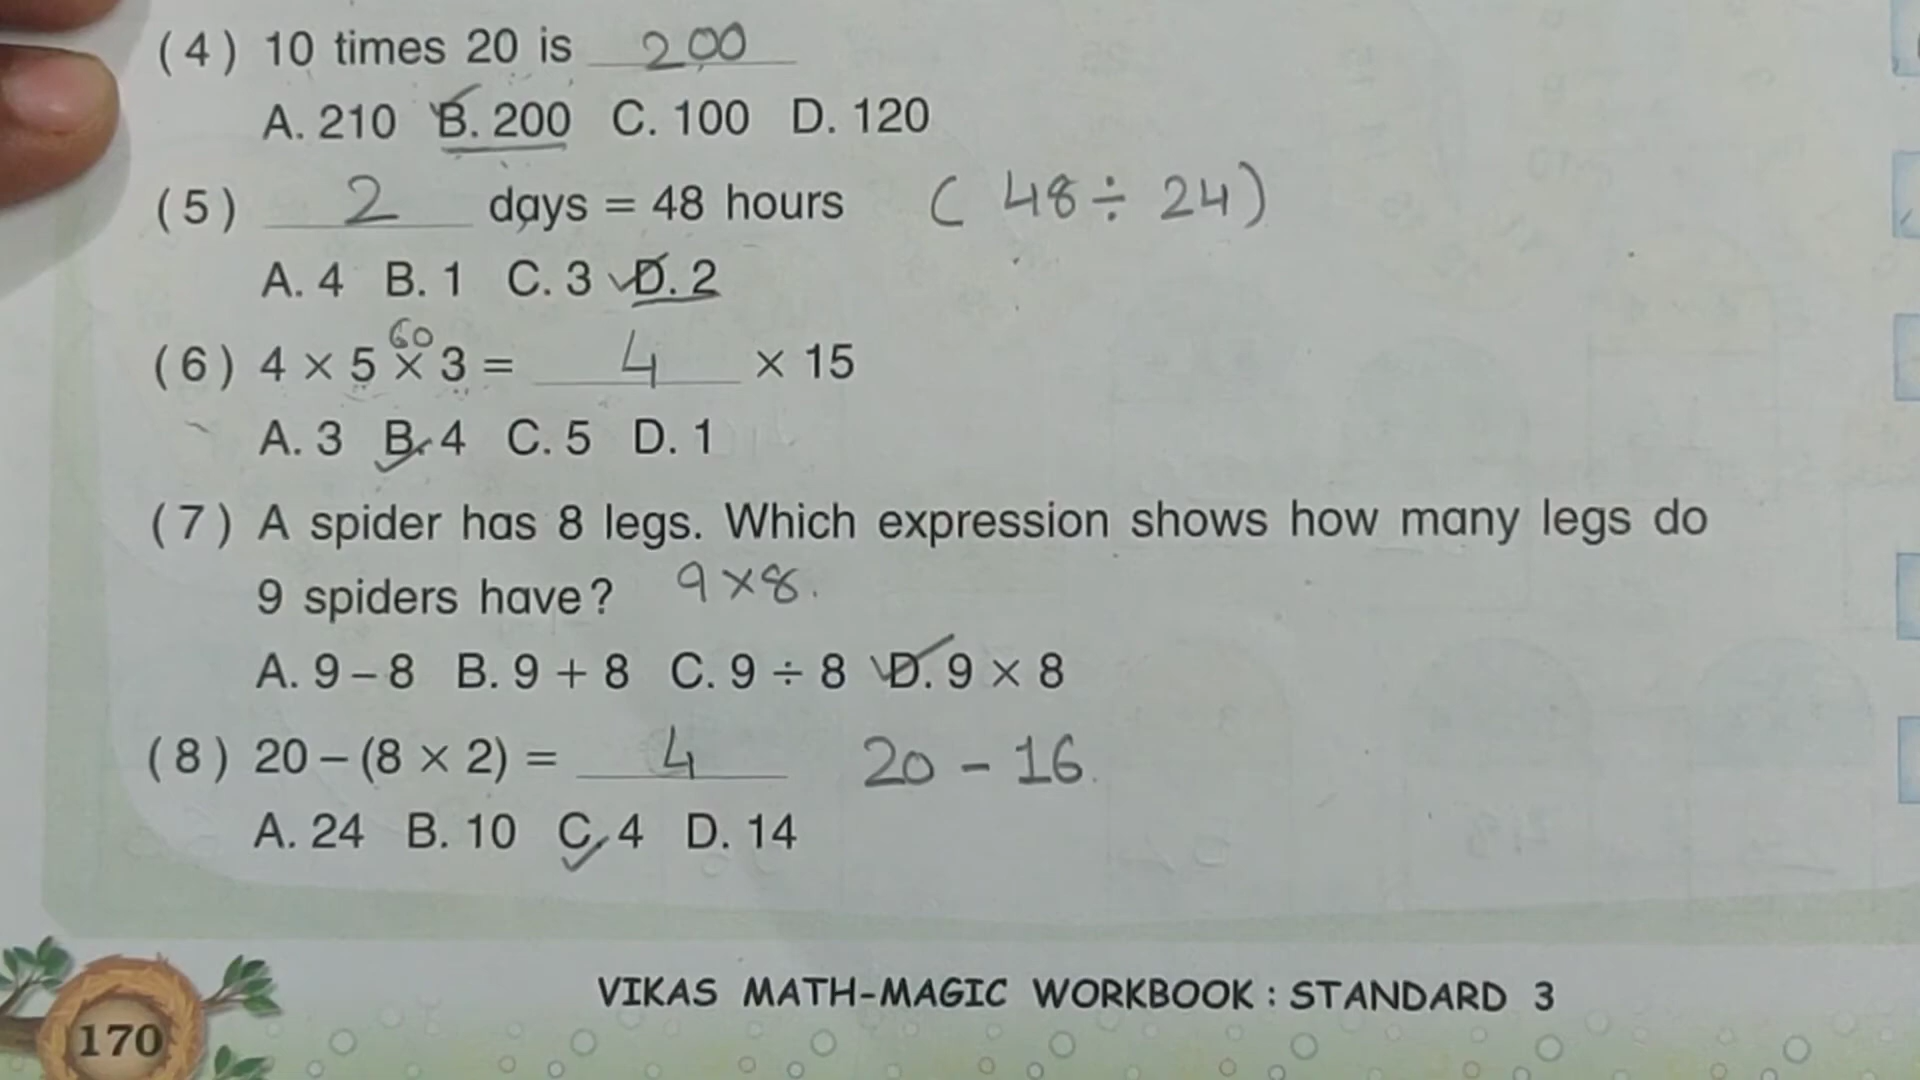 (4) 10 times 20 is 200
A. 210 B. 200 C. 100 D. 120
(5) 2 days = 48 hours (48 ÷ 24)
A. 4 B. 1 C. 3 D. 2
60
(6) 4 × 5 × 3 = 4 × 15
A. 3 B. 4 C. 5 D. 1
(7) A spider has 8 legs. Which expression shows how many legs do
9 spiders have? 9 × 8.
A. 9 – 8 B. 9 + 8 C. 9 ÷ 8 D. 9 × 8
(8) 20 – (8 × 2) = 4 20 - 16
A. 24 B. 10 C. 4 D. 14
170 VIKAS MATH-MAGIC WORKBOOK : STANDARD 3